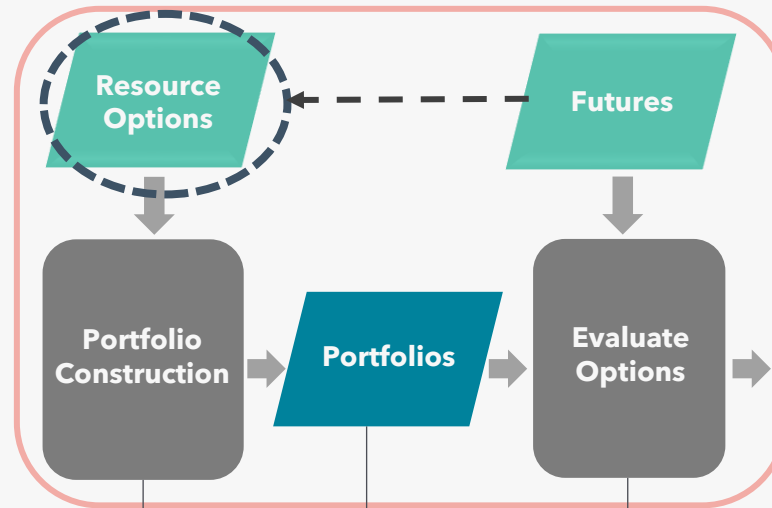 Resource
Options
Futures
Portfolio
Construction
Portfolios
Evaluate
Options